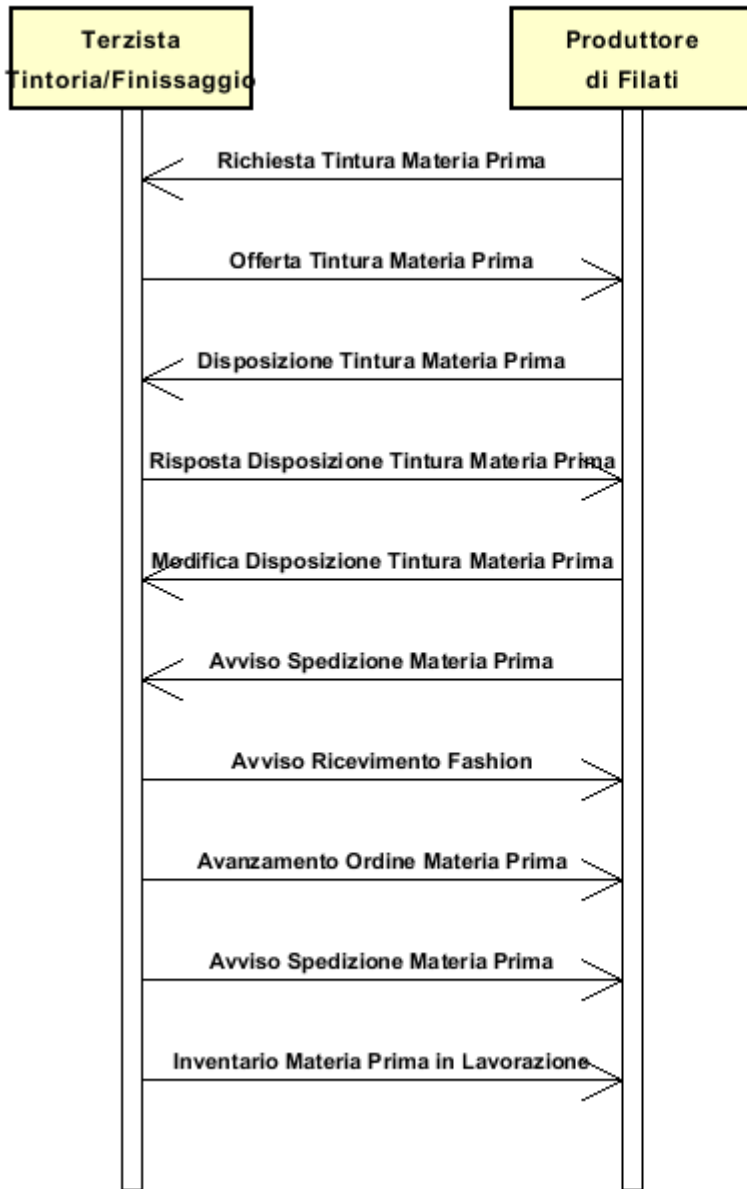 Terzista
Tintoria/Finissaggio
Produttore
di Filati
Richiesta Tintura Materia Prima
Offerta Tintura Materia Prima
Disposizione Tintura Materia Prima
Risposta Disposizione Tintura Materia Prima
Modifica Disposizione Tintura Materia Prima
Avviso Spedizione Materia Prima
Avviso Ricevimento Fashion
Avanzamento Ordine Materia Prima
Avviso Spedizione Materia Prima
Inventario Materia Prima in Lavorazione